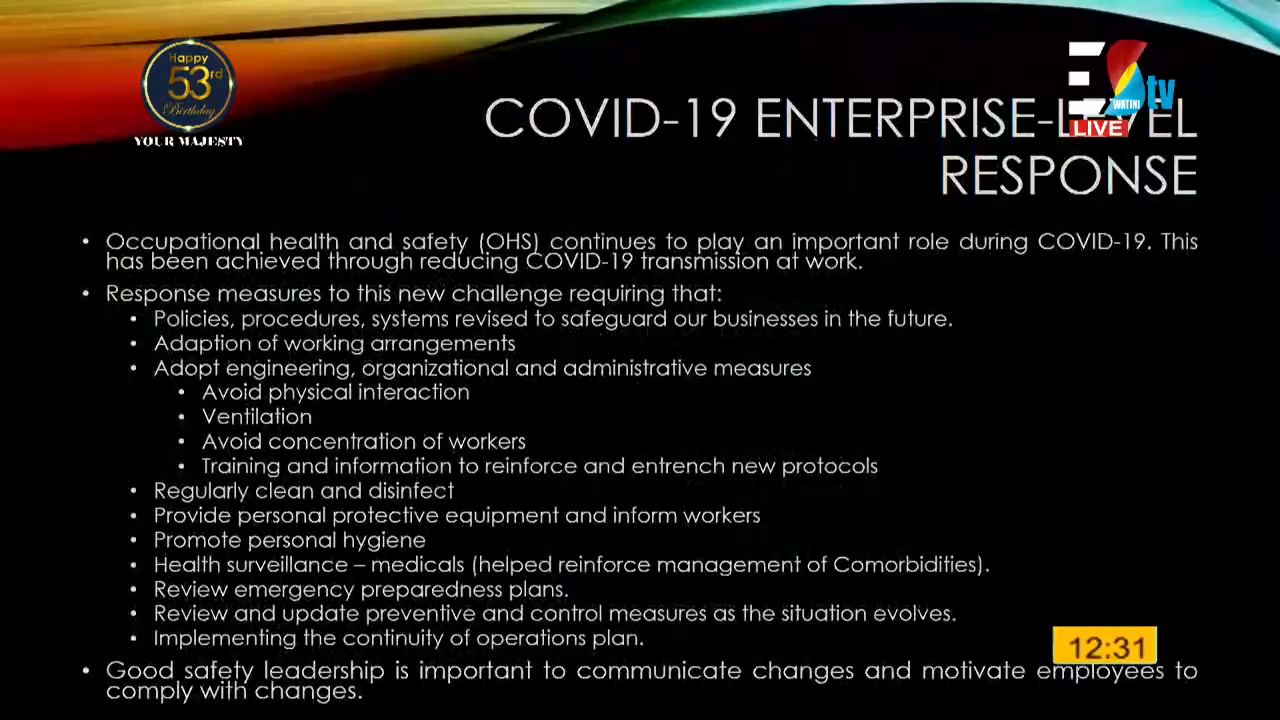 Happy
53rd
Birthday
YOUR MAJESTY
E
WATINI
tv
LIVE
COVID-19 ENTERPRISE-LEVEL
RESPONSE
• Occupational health and safety (OHS) continues to play an important role during COVID-19. This
has been achieved through reducing COVID-19 transmission at work.
• Response measures to this new challenge requiring that:
• Policies, procedures, systems revised to safeguard our businesses in the future.
• Adaption of working arrangements
• Adopt engineering, organizational and administrative measures
• Avoid physical interaction
• Ventilation
• Avoid concentration of workers
• Training and information to reinforce and entrench new protocols
• Regularly clean and disinfect
• Provide personal protective equipment and inform workers
• Promote personal hygiene
• Health surveillance – medicals (helped reinforce management of Comorbidities).
• Review emergency preparedness plans.
• Review and update preventive and control measures as the situation evolves.
• Implementing the continuity of operations plan.
12:31
• Good safety leadership is important to communicate changes and motivate employees to
comply with changes.